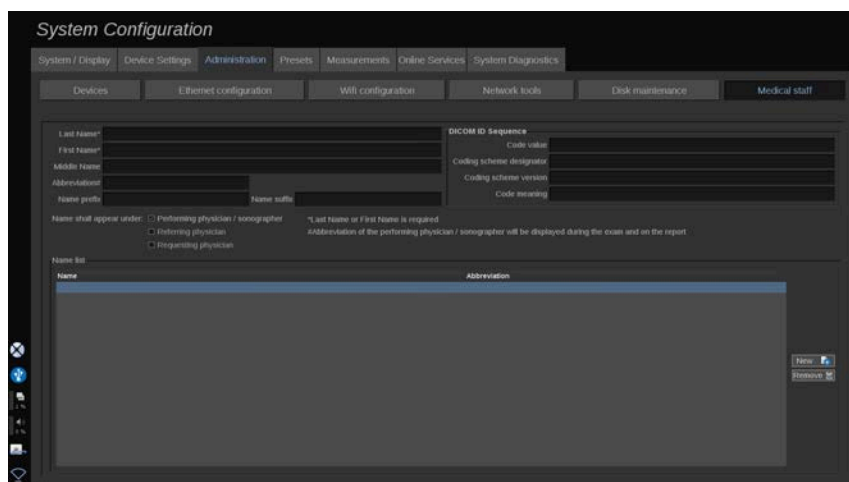 System Configuration
System / Display Device Settings Administration Presets Measurements Online Services System Diagnostics
Devices Ethernet configuration Wifi configuration Network tools Disk maintenance Medical staff
Last Name*
First Name*
Middle Name
Abbreviation#
Name prefix Name suffix
DICOM ID Sequence
Code value
Coding scheme designator
Coding scheme version
Code meaning
Name shall appear under: Performing physician / sonographer
Referring physician
Requesting physician
*Last Name or First Name is required
#Abbreviation of the performing physician / sonographer will be displayed during the exam and on the report
Name list
Name Abbreviation
New
Remove